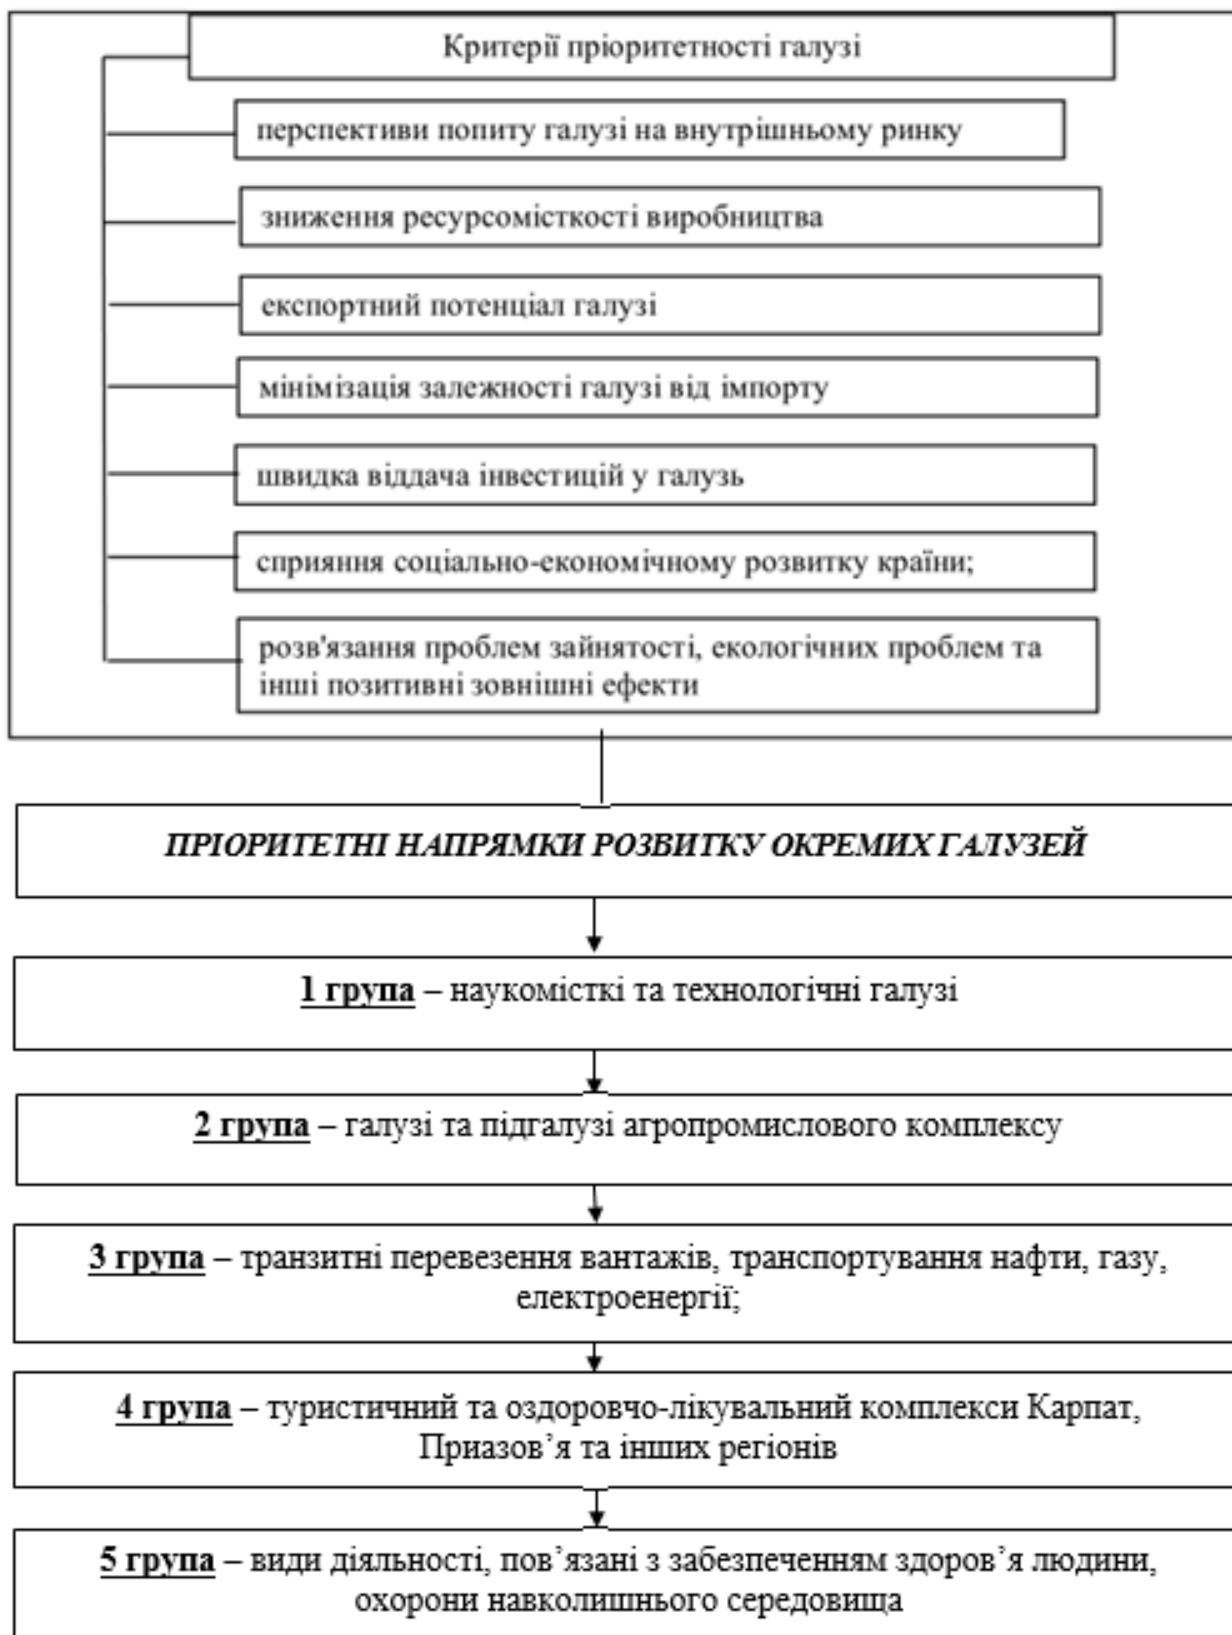 Критерії пріоритетності галузі
перспективи попиту галузі на внутрішньому ринку
зниження ресурсомісткості виробництва
експортний потенціал галузі
мінімізація залежності галузі від імпорту
швидка віддача інвестицій у галузь
сприяння соціально-економічному розвитку країни;
розв'язання проблем зайнятості, екологічних проблем та
інші позитивні зовнішні ефекти
ПРІОРИТЕТНІ НАПРЯМКИ РОЗВИТКУ ОКРЕМИХ ГАЛУЗЕЙ
1 група – наукомісткі та технологічні галузі
2 група – галузі та підгалузі агропромислового комплексу
3 група – транзитні перевезення вантажів, транспортування нафти, газу,
електроенергії;
4 група – туристичний та оздоровчо-лікувальний комплекси Карпат,
Приазов’я та інших регіонів
5 група – види діяльності, пов’язані з забезпеченням здоров’я людини,
охорони навколишнього середовища